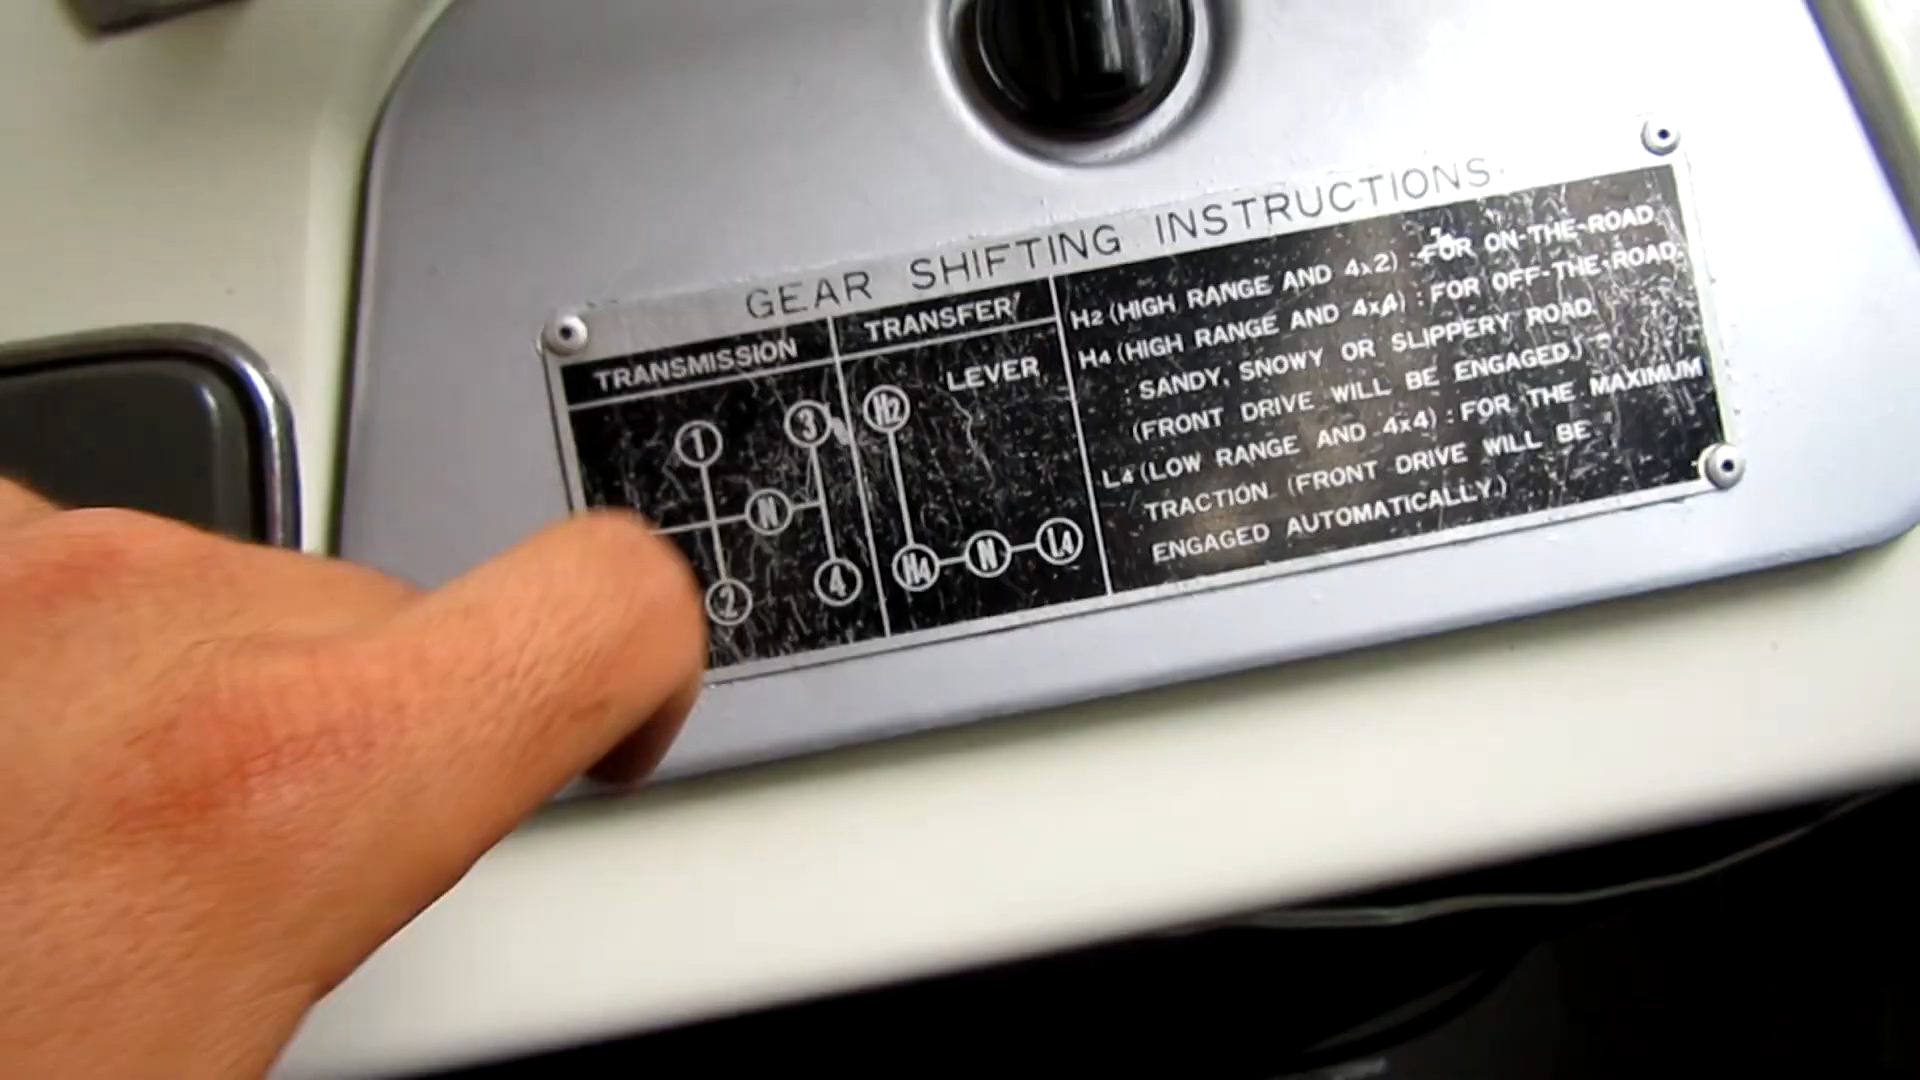 GEAR SHIFTING INSTRUCTIONS
TRANSMISSION
1 3
N
2 4
TRANSFER
LEVER
H2
H4 N L4
H2 (HIGH RANGE AND 4x2) : FOR ON-THE-ROAD
H4 (HIGH RANGE AND 4x4) : FOR OFF-THE-ROAD.
: SANDY, SNOWY OR SLIPPERY ROAD.
(FRONT DRIVE WILL BE ENGAGED.)
L4 (LOW RANGE AND 4x4) : FOR THE MAXIMUM
TRACTION (FRONT DRIVE WILL BE
ENGAGED AUTOMATICALLY.)